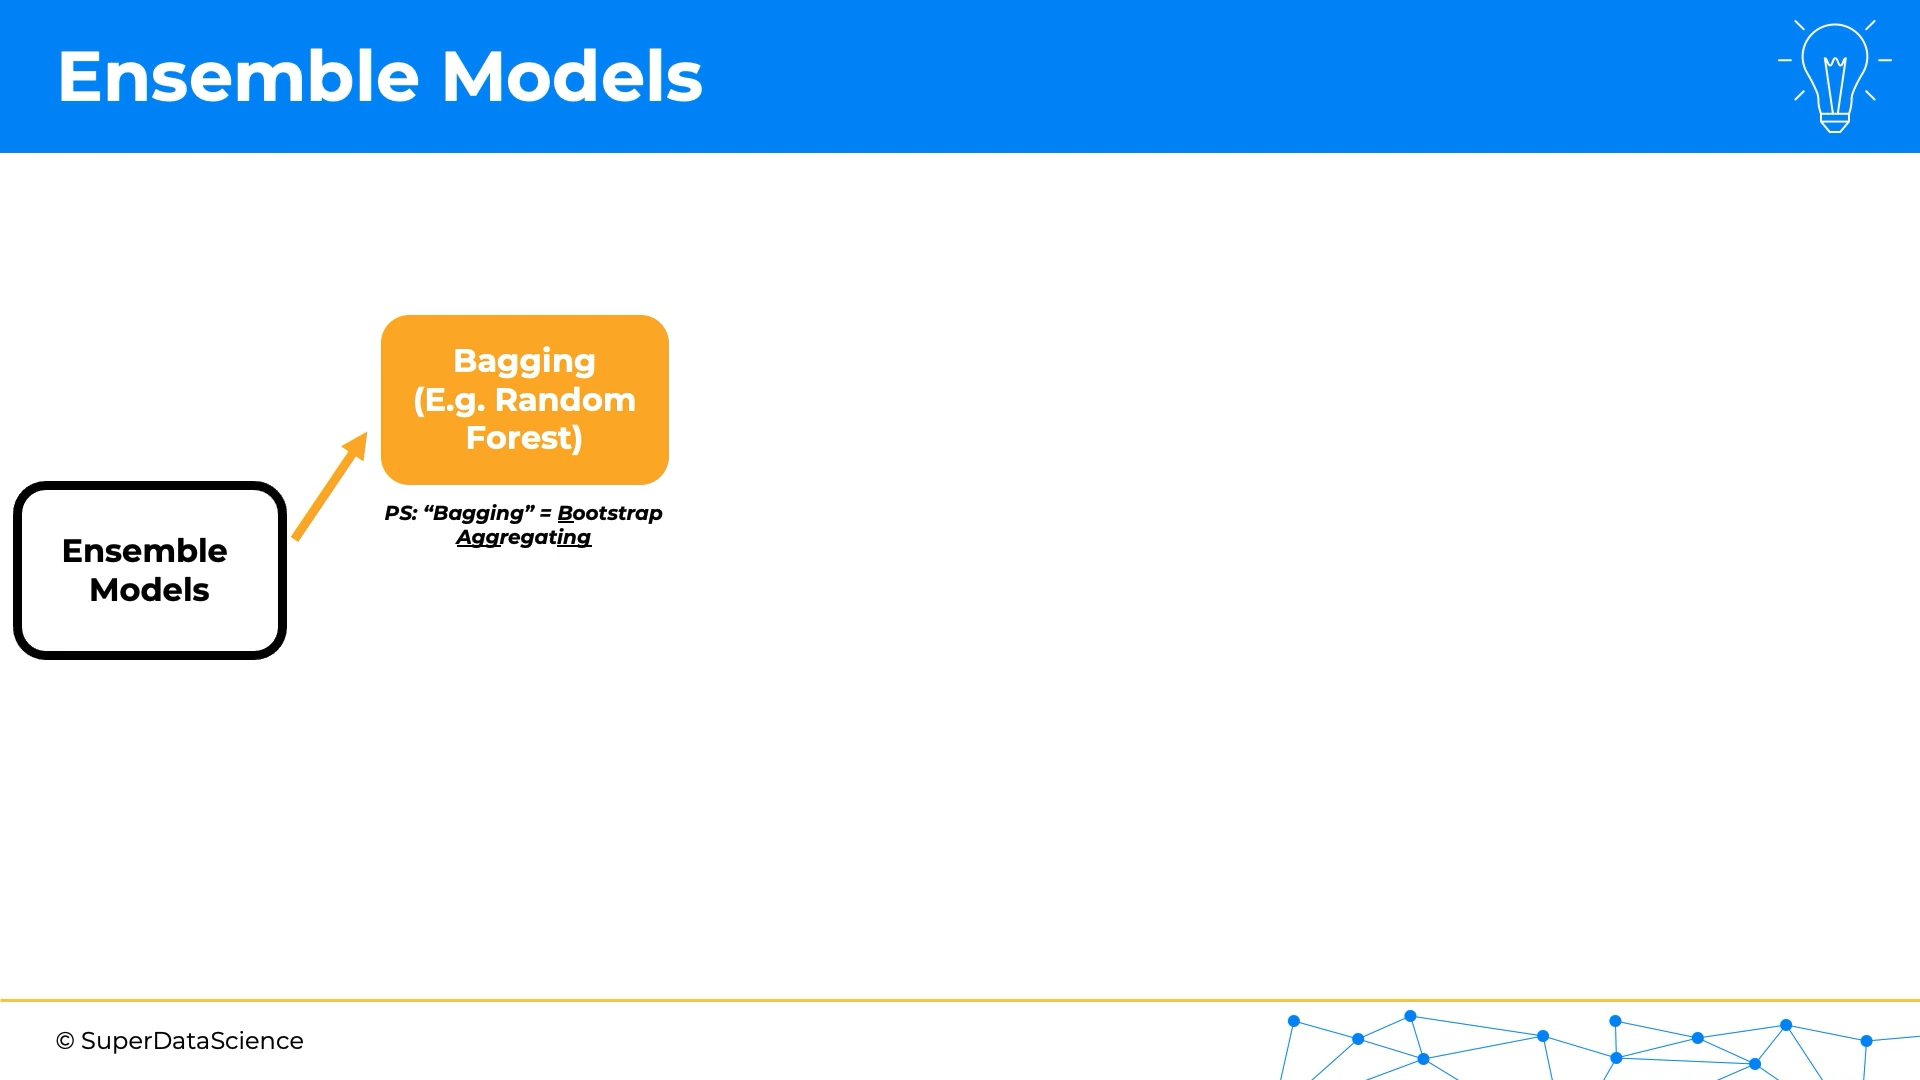 Ensemble Models
Bagging
(E.g. Random
Forest)
PS: “Bagging” = Bootstrap
Aggregating
Ensemble
Models
© SuperDataScience